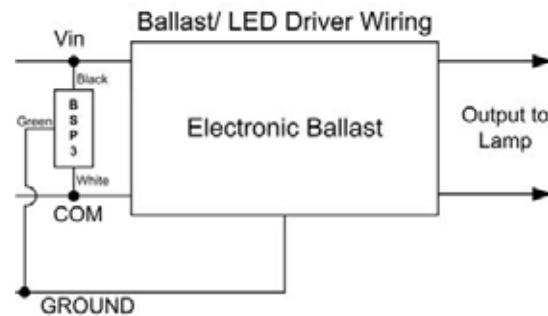 Ballast/ LED Driver Wiring
Vin
Black
Green
B
S
P
3
White
COM
GROUND
Electronic Ballast
Output to
Lamp